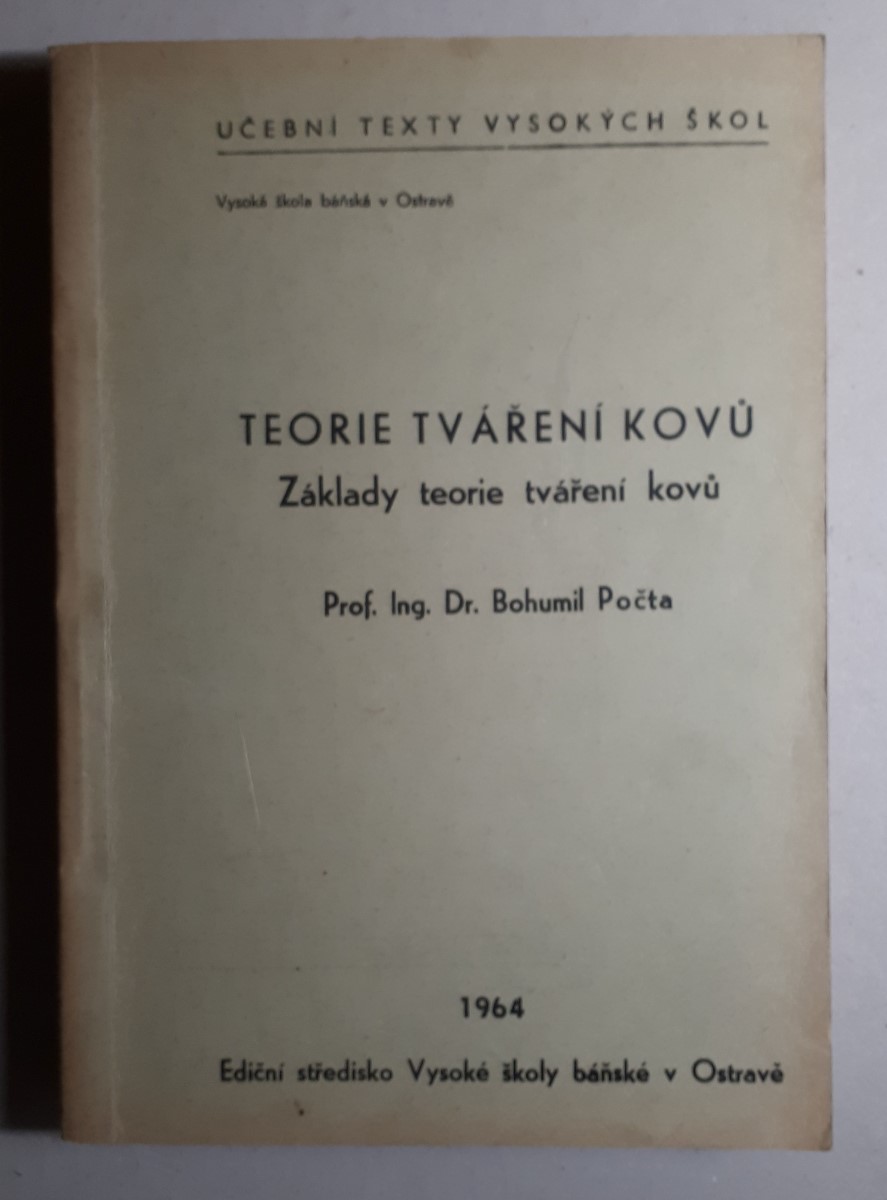 UČEBNÍ TEXTY VYSOKÝCH ŠKOL
Vysoká škola báňská v Ostravě
TEORIE TVÁŘENÍ KOVŮ
Základy teorie tváření kovů
Prof. Ing. Dr. Bohumil Počta
1964
Ediční středisko Vysoké školy báňské v Ostravě